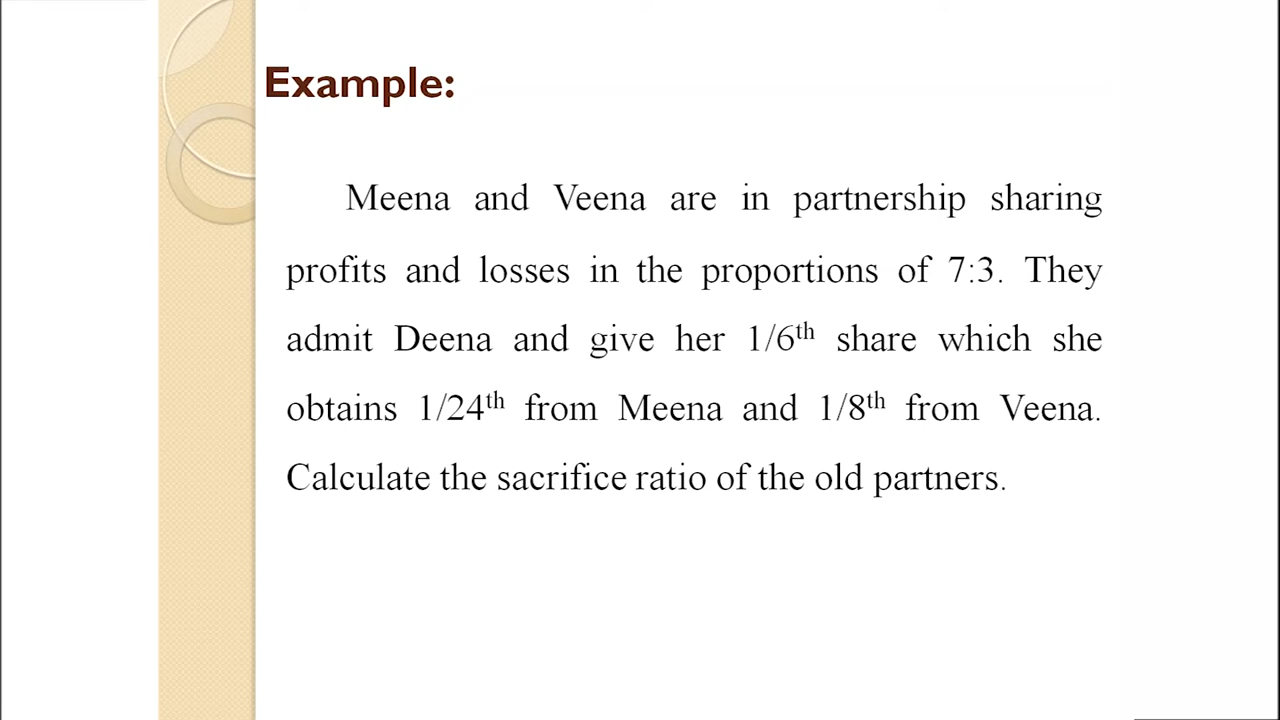 Example:
Meena and Veena are in partnership sharing
profits and losses in the proportions of 7:3. They
admit Deena and give her 1/6th share which she
obtains 1/24th from Meena and 1/8th from Veena.
Calculate the sacrifice ratio of the old partners.